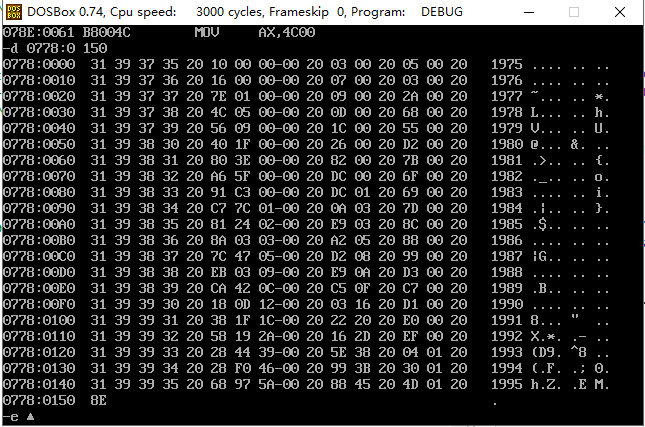 DOSBox 0.74, Cpu speed:    3000 cycles, Frameskip  0, Program:    DEBUG
078E:0061 B8004C        MOV     AX,4C00
-d 0778:0 150
0778:0000  31 39 37 35 20 10 00 00-00 20 03 00 20 05 00 20   1975 .... .. ..
0778:0010  31 39 37 36 20 16 00 00-00 20 07 00 20 03 00 20   1976 .... .. ..
0778:0020  31 39 37 37 20 7E 01 00-00 20 09 00 20 2A 00 20   1977 ~... .. *.
0778:0030  31 39 37 38 20 4C 05 00-00 20 0D 00 20 68 00 20   1978 L... .. h.
0778:0040  31 39 37 39 20 56 09 00-00 20 1C 00 20 55 00 20   1979 V... .. U.
0778:0050  31 39 38 30 20 40 1F 00-00 20 26 00 20 D2 00 20   1980 @... &. ..
0778:0060  31 39 38 31 20 80 3E 00-00 20 82 00 20 7B 00 20   1981 .>.. .. {.
0778:0070  31 39 38 32 20 A6 5F 00-00 20 DC 00 20 6F 00 20   1982 ._.. .. o.
0778:0080  31 39 38 33 20 91 C3 00-00 20 DC 01 20 69 00 20   1983 .... .. i.
0778:0090  31 39 38 34 20 C7 7C 01-00 20 0A 03 20 7D 00 20   1984 .|.. .. }.
0778:00A0  31 39 38 35 20 81 24 02-00 20 E9 03 20 8C 00 20   1985 .$.. .. ..
0778:00B0  31 39 38 36 20 8A 03 03-00 20 A2 05 20 88 00 20   1986 .... .. ..
0778:00C0  31 39 38 37 20 7C 47 05-00 20 D2 08 20 99 00 20   1987 |G.. .. ..
0778:00D0  31 39 38 38 20 EB 03 09-00 20 E9 0A 20 D3 00 20   1988 .... .. ..
0778:00E0  31 39 38 39 20 CA 42 0C-00 20 C5 0F 20 C7 00 20   1989 .B.. .. ..
0778:00F0  31 39 39 30 20 18 0D 12-00 20 03 16 20 D1 00 20   1990 .... .. ..
0778:0100  31 39 39 31 20 38 1F 1C-00 20 22 20 20 E0 00 20   1991 8... "  ..
0778:0110  31 39 39 32 20 58 19 2A-00 20 16 2D 20 EF 00 20   1992 X.*. .- ..
0778:0120  31 39 39 33 20 28 44 39-00 20 5E 38 20 04 01 20   1993 (D9. ^8 ..
0778:0130  31 39 39 34 20 28 F0 46-00 20 99 3B 20 30 01 20   1994 (.F. .; 0.
0778:0140  31 39 39 35 20 68 97 5A-00 20 88 45 20 4D 01 20   1995 h.Z. .E M.
0778:0150  8E                                                .
-e ▲